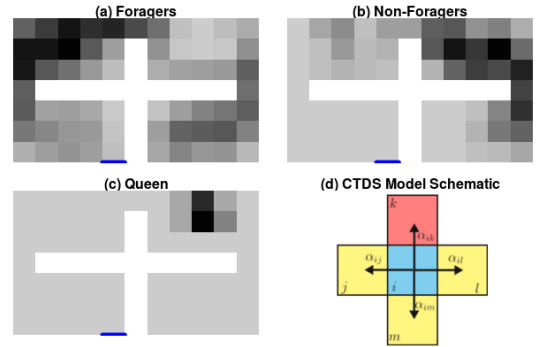 (a) Foragers
(b) Non-Foragers
(c) Queen
(d) CTDS Model Schematic
k
αik
αij
αil
j
i
l
αim
m